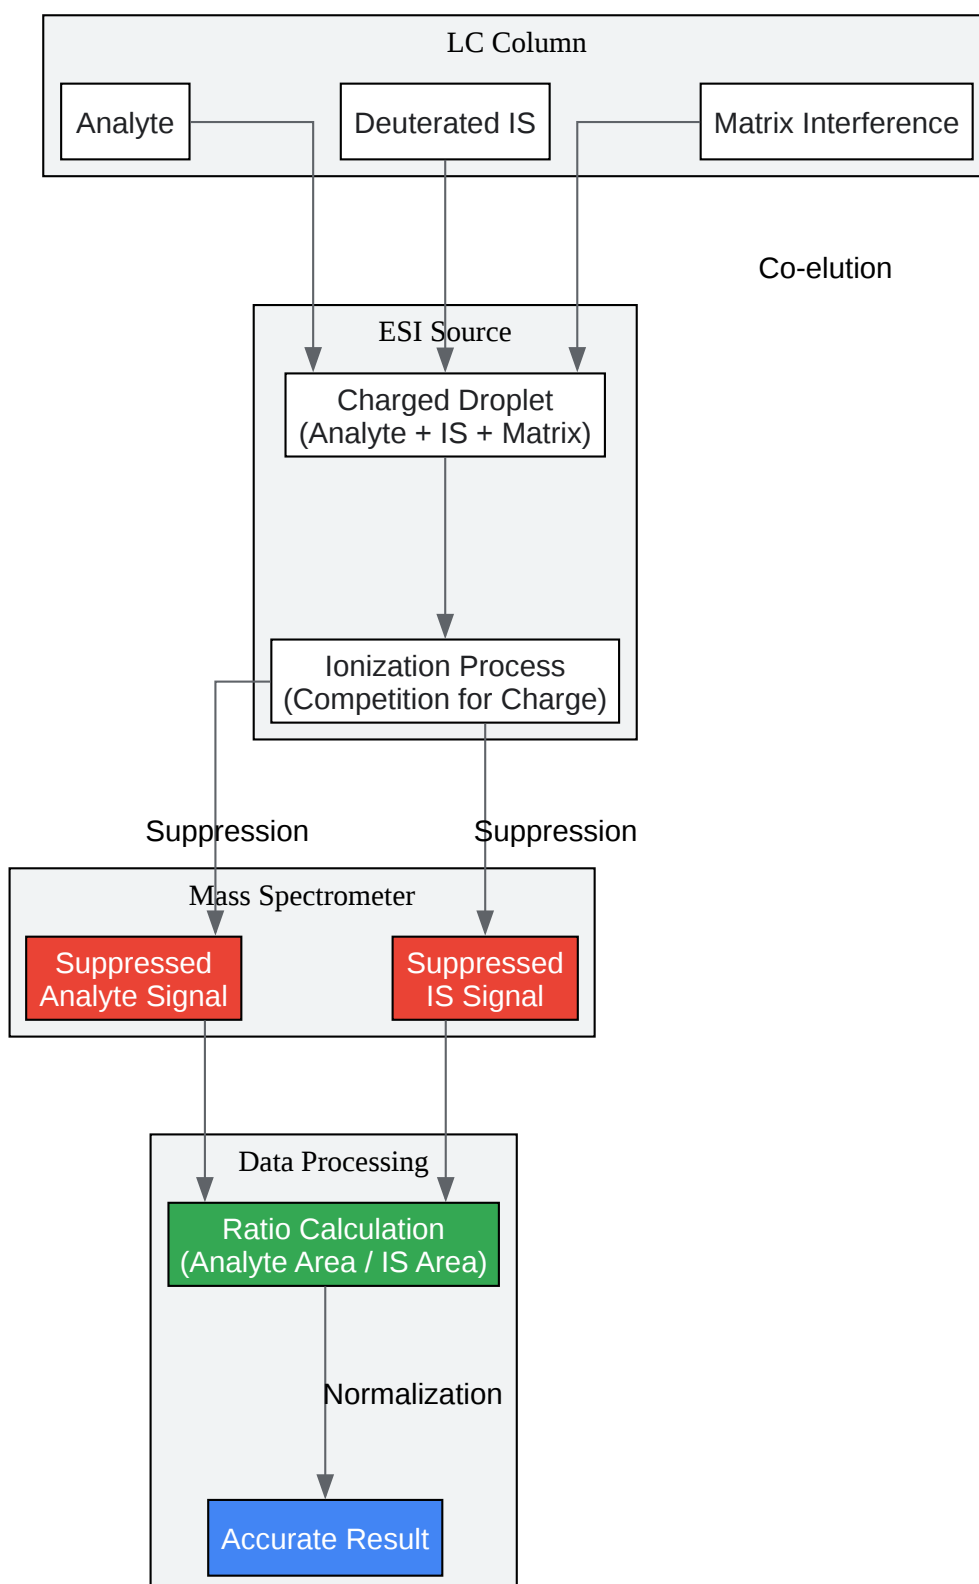 LC Column
Analyte
Deuterated IS
Matrix Interference
Co-elution
ESI Source
Charged Droplet
(Analyte + IS + Matrix)
Ionization Process
(Competition for Charge)
Suppression
Suppression
Mass Spectrometer
Suppressed
Analyte Signal
Suppressed
IS Signal
Data Processing
Ratio Calculation
(Analyte Area / IS Area)
Normalization
Accurate Result